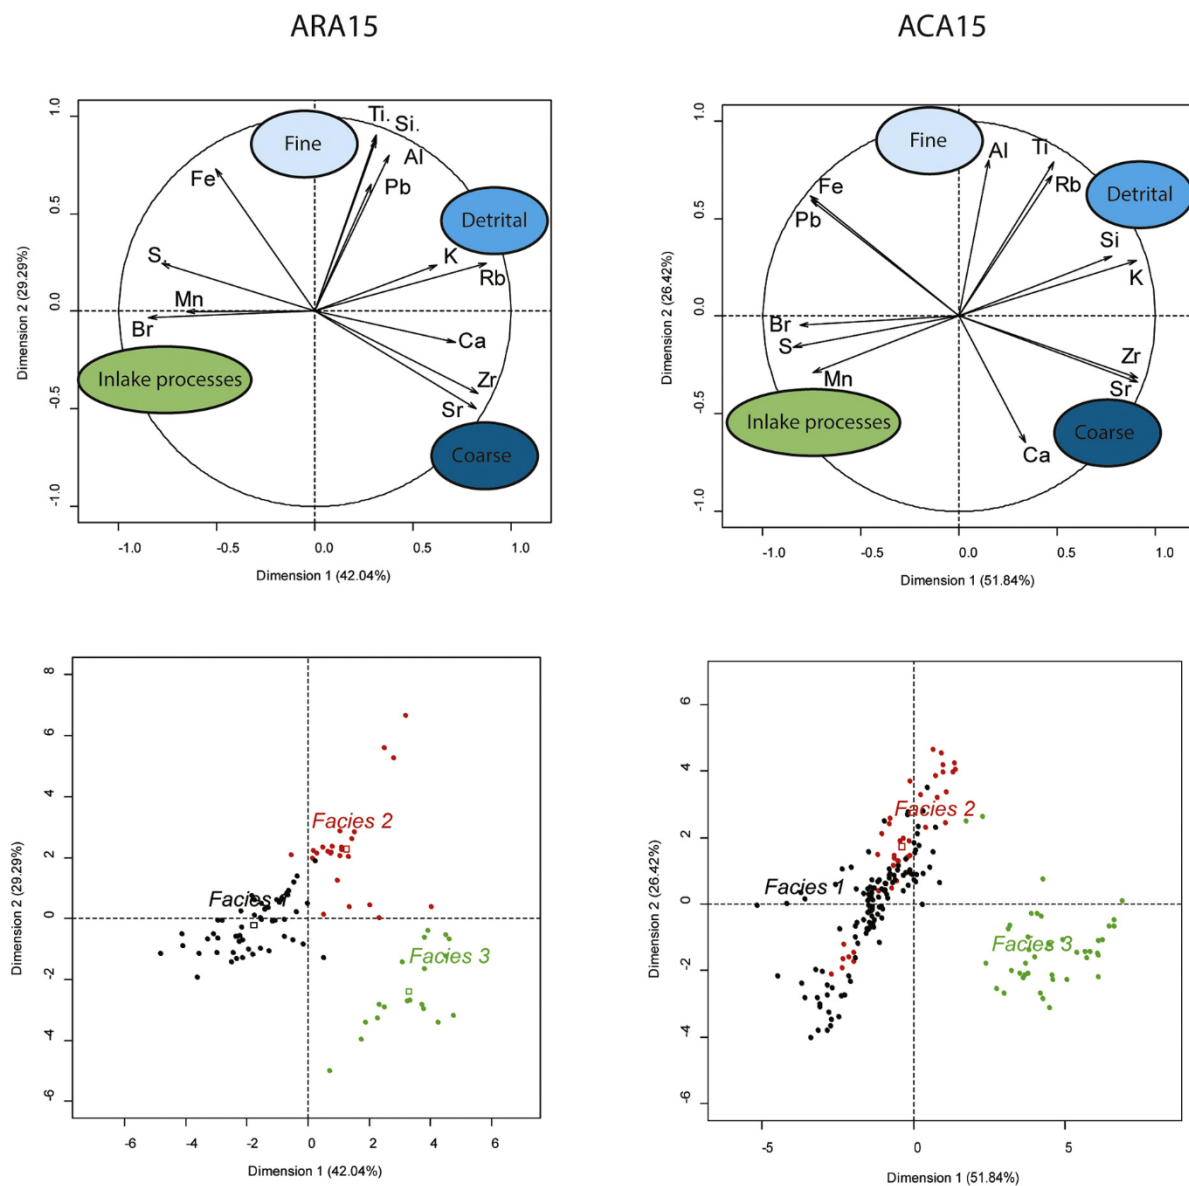 ARA15
ACA15
Dimension 2 (29.29%)
1.0
0.5
0.0
-0.5
-1.0
Fine
Ti.
Si.
Al
Pb
Fe
Detrital
S
K
Rb
Mn
Br
Ca
Inlake processes
Zr
Sr
Coarse
-1.0 -0.5 0.0 0.5 1.0
Dimension 1 (42.04%)
Dimension 2 (26.42%)
1.0
0.5
0.0
-0.5
-1.0
Fine
Al
Ti
Rb
Fe
Pb
Detrital
Si
K
Br
S
Mn
Zr
Sr
Inlake processes
Coarse
Ca
-1.0 -0.5 0.0 0.5 1.0
Dimension 1 (51.84%)
Dimension 2 (29.29%)
8
6
4
2
0
-2
-4
-6
Facies 2
Facies 1
Facies 3
-6 -4 -2 0 2 4 6
Dimension 1 (42.04%)
Dimension 2 (26.42%)
6
4
2
0
-2
-4
-6
Facies 2
Facies 1
Facies 3
-5 0 5
Dimension 1 (51.84%)